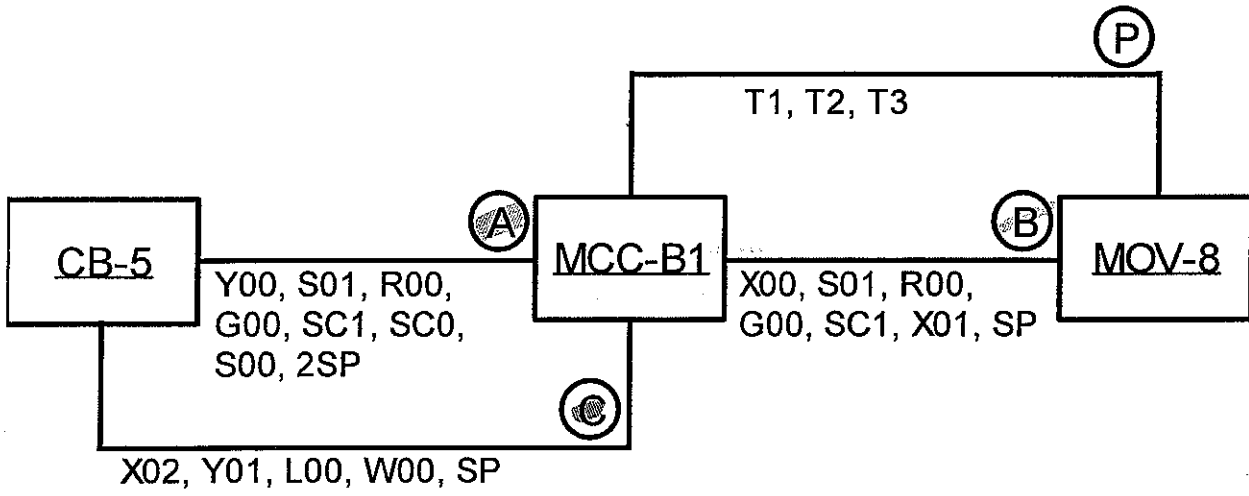 P
T1, T2, T3
A
B
CB-5
MCC-B1
MOV-8
Y00, S01, R00,
G00, SC1, SC0,
S00, 2SP
X00, S01, R00,
G00, SC1, X01, SP
C
X02, Y01, L00, W00, SP